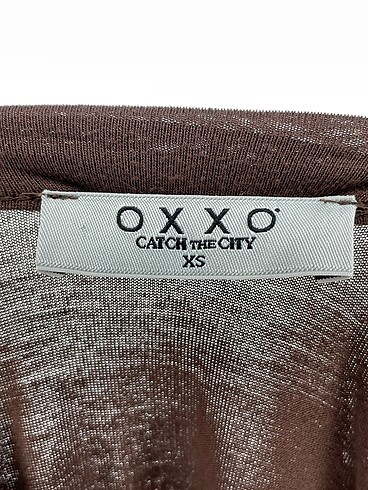 OXXO
CATCH THE CITY
XS